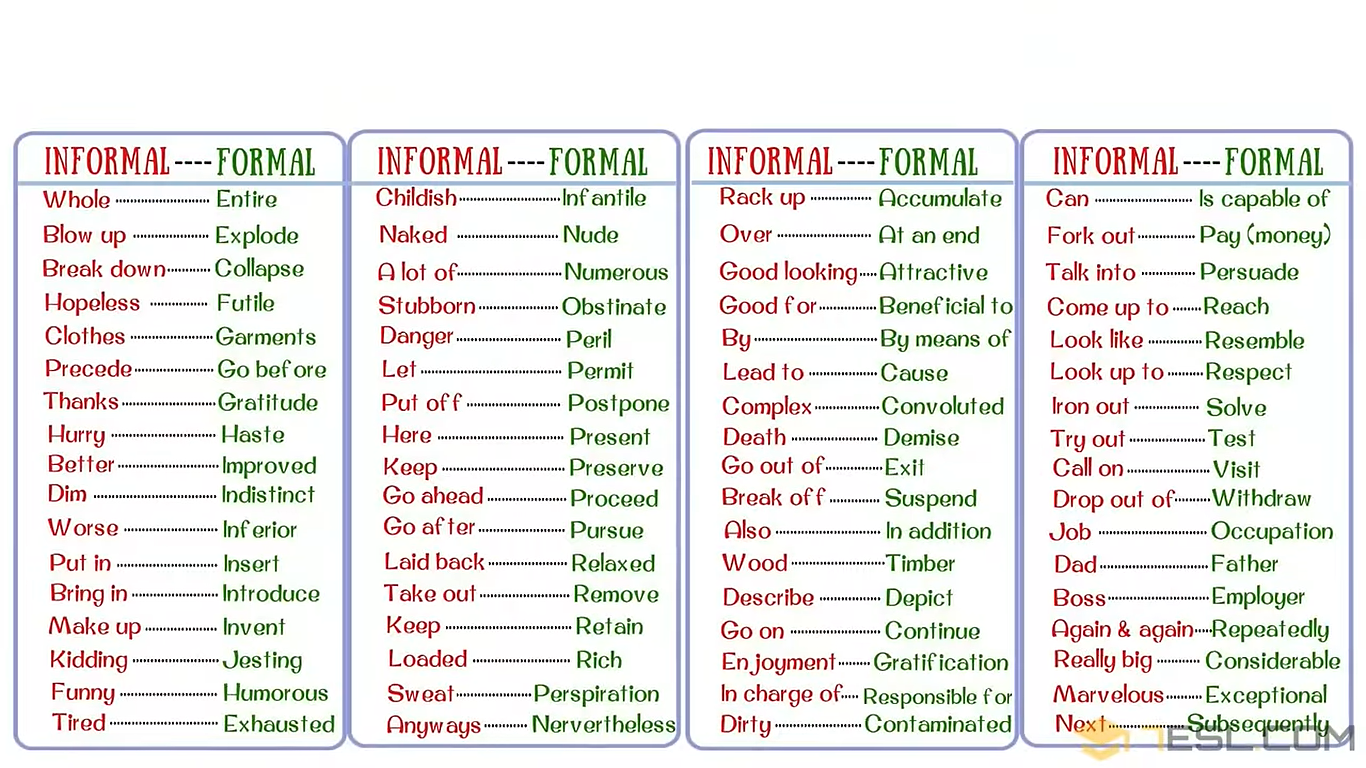 INFORMAL ---- FORMAL
Whole ........ Entire
Blow up ........ Explode
Break down ........ Collapse
Hopeless ........ Futile
Clothes ........ Garments
Precede ........ Go before
Thanks ........ Gratitude
Hurry ........ Haste
Better ........ Improved
Dim ........ Indistinct
Worse ........ Inferior
Put in ........ Insert
Bring in ........ Introduce
Make up ........ Invent
Kidding ........ Jesting
Funny ........ Humorous
Tired ........ Exhausted
INFORMAL ---- FORMAL
Childish ........ Infantile
Naked ........ Nude
A lot of ........ Numerous
Stubborn ........ Obstinate
Danger ........ Peril
Let ........ Permit
Put off ........ Postpone
Here ........ Present
Keep ........ Preserve
Go ahead ........ Proceed
Go after ........ Pursue
Laid back ........ Relaxed
Take out ........ Remove
Keep ........ Retain
Loaded ........ Rich
Sweat ........ Perspiration
Anyways ........ Nervertheless
INFORMAL ---- FORMAL
Rack up ........ Accumulate
Over ........ At an end
Good looking .... Attractive
Good for ........ Beneficial to
By ........ By means of
Lead to ........ Cause
Complex ........ Convoluted
Death ........ Demise
Go out of ........ Exit
Break off ........ Suspend
Also ........ In addition
Wood ........ Timber
Describe ........ Depict
Go on ........ Continue
Enjoyment ........ Gratification
In charge of .... Responsible for
Dirty ........ Contaminated
INFORMAL ---- FORMAL
Can ........ Is capable of
Fork out ........ Pay (money)
Talk into ........ Persuade
Come up to ........ Reach
Look like ........ Resemble
Look up to ........ Respect
Iron out ........ Solve
Try out ........ Test
Call on ........ Visit
Drop out of ........ Withdraw
Job ........ Occupation
Dad ........ Father
Boss ........ Employer
Again & again .... Repeatedly
Really big ........ Considerable
Marvelous ........ Exceptional
Next ........ Subsequently
7ESL.COM